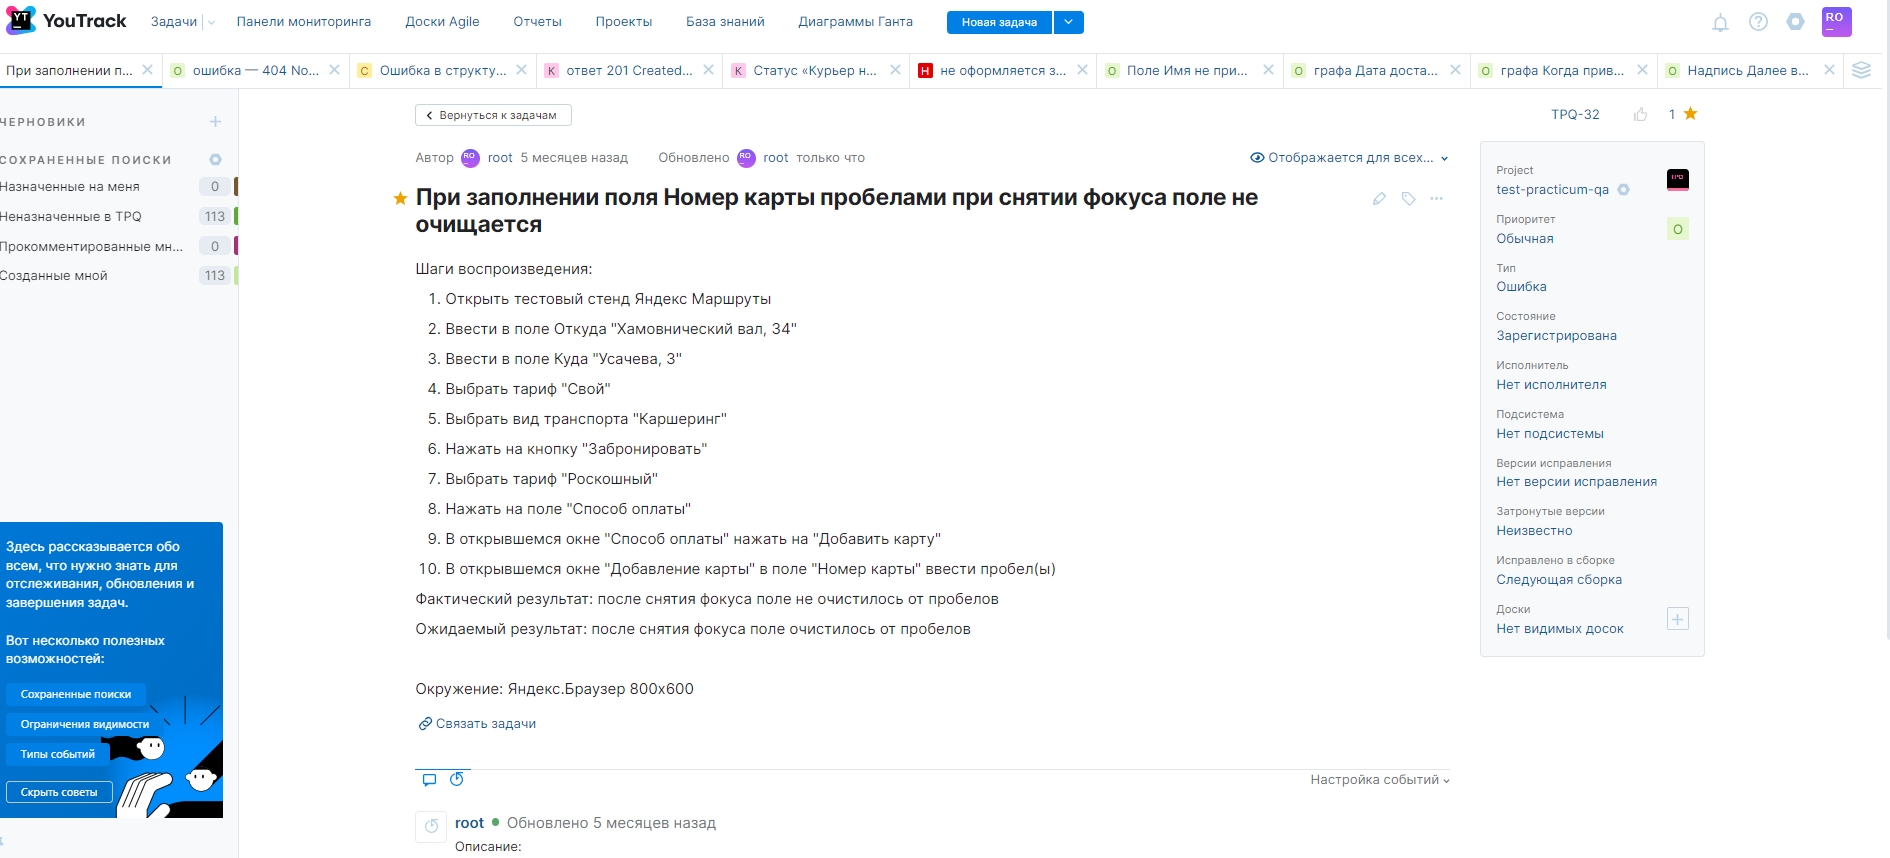 YT YouTrack Задачи Панели мониторинга Доски Agile Отчеты Проекты База знаний Диаграммы Ганта Новая задача RO
При заполнении п... О ошибка — 404 No... С Ошибка в структу... К ответ 201 Created... К Статус «Курьер н... Н не оформляется з... О Поле Имя не при... О графа Дата доста... О графа Когда прив... О Надпись Далее в...
ЧЕРНОВИКИ
СОХРАНЕННЫЕ ПОИСКИ
Назначенные на меня 0
Неназначенные в TPQ 113
Прокомментированные мн... 0
Созданные мной 113
Здесь рассказывается обо
всем, что нужно знать для
отслеживания, обновления и
завершения задач.
Вот несколько полезных
возможностей:
Сохраненные поиски
Ограничения видимости
Типы событий
Скрыть советы
Вернуться к задачам
TPQ-32 1
Автор RO root 5 месяцев назад Обновлено RO root только что Отображается для всех...
При заполнении поля Номер карты пробелами при снятии фокуса поле не
очищается
Шаги воспроизведения:
1. Открыть тестовый стенд Яндекс Маршруты
2. Ввести в поле Откуда "Хамовнический вал, 34"
3. Ввести в поле Куда "Усачева, 3"
4. Выбрать тариф "Свой"
5. Выбрать вид транспорта "Каршеринг"
6. Нажать на кнопку "Забронировать"
7. Выбрать тариф "Роскошный"
8. Нажать на поле "Способ оплаты"
9. В открывшемся окне "Способ оплаты" нажать на "Добавить карту"
10. В открывшемся окне "Добавление карты" в поле "Номер карты" ввести пробел(ы)
Фактический результат: после снятия фокуса поле не очистилось от пробелов
Ожидаемый результат: после снятия фокуса поле очистилось от пробелов
Окружение: Яндекс.Браузер 800x600
Связать задачи
Настройка событий
root Обновлено 5 месяцев назад
Описание:
Project
test-practicum-qa
TPQ
Приоритет
Обычная
О
Тип
Ошибка
Состояние
Зарегистрирована
Исполнитель
Нет исполнителя
Подсистема
Нет подсистемы
Версии исправления
Нет версии исправления
Затронутые версии
Неизвестно
Исправлено в сборке
Следующая сборка
Доски
Нет видимых досок